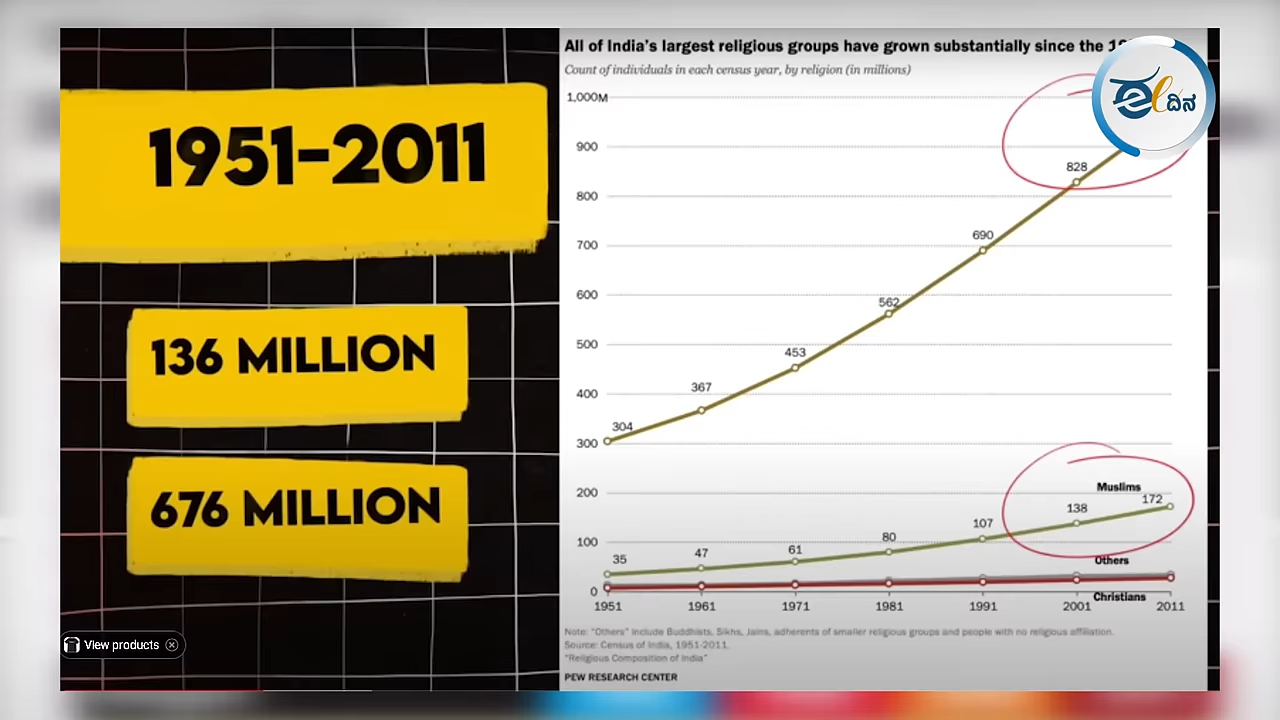 1951-2011
136 MILLION
676 MILLION
View products
All of India's largest religious groups have grown substantially since the
Count of individuals in each census year, by religion (in millions)
1,000M
900
800
700
600
500
400
300
200
100
0
304
367
453
562
690
828
Muslims
35
47
61
80
107
138
172
Others
Christians
1951
1961
1971
1981
1991
2001
2011
Note: "Others" include Buddhists, Sikhs, Jains, adherents of smaller religious groups and people with no religious affiliation.
Source: Census of India, 1951-2011.
"Religious Composition of India"
PEW RESEARCH CENTER
eದಿನ